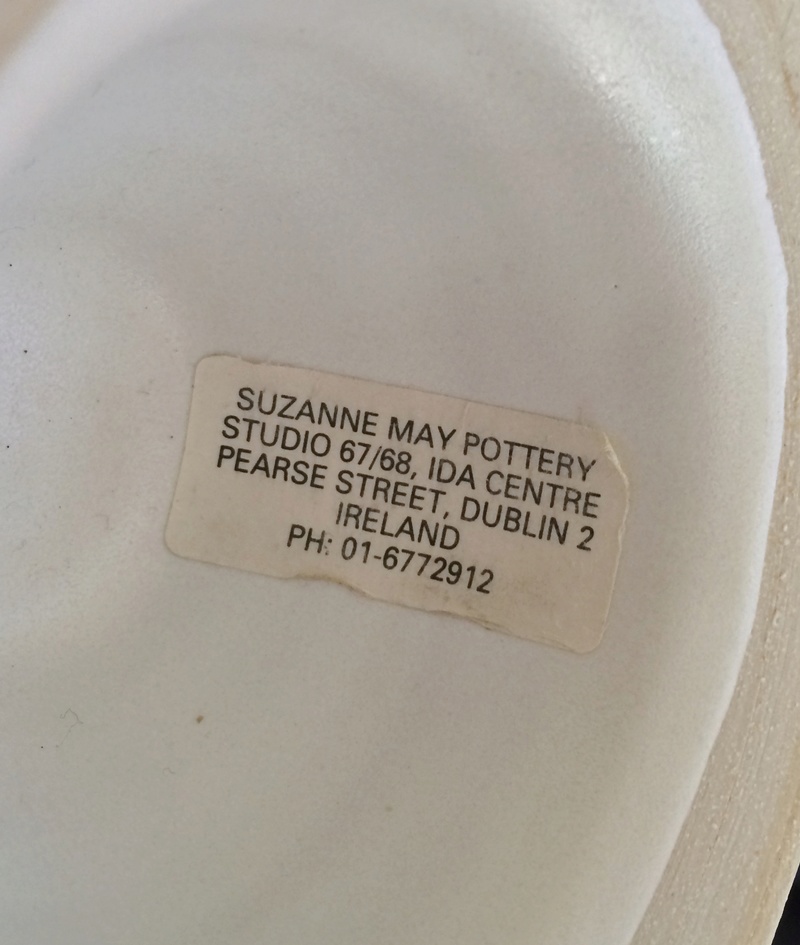 SUZANNE MAY POTTERY
STUDIO 67/68, IDA CENTRE
PEARSE STREET, DUBLIN 2
IRELAND
PH: 01-6772912